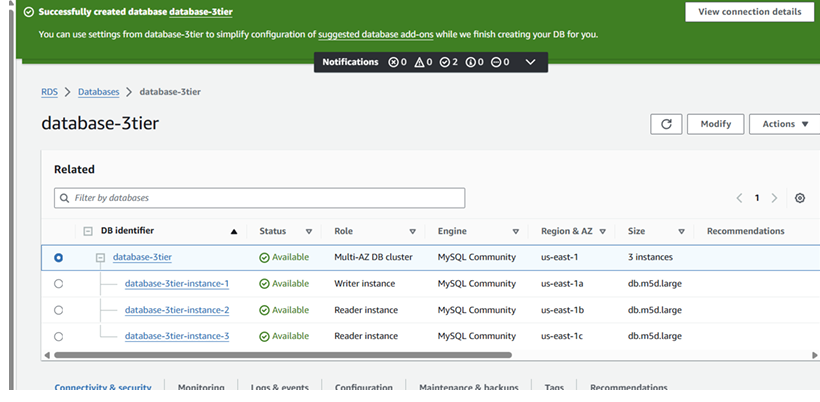 Successfully created database database-3tier
View connection details
You can use settings from database-3tier to simplify configuration of suggested database add-ons while we finish creating your DB for you.
Notifications 0 0 2 0 0
RDS > Databases > database-3tier
database-3tier
Modify
Actions
Related
Filter by databases
1
DB identifier Status Role Engine Region & AZ Size Recommendations
database-3tier Available Multi-AZ DB cluster MySQL Community us-east-1 3 instances
database-3tier-instance-1 Available Writer instance MySQL Community us-east-1a db.m5d.large
database-3tier-instance-2 Available Reader instance MySQL Community us-east-1b db.m5d.large
database-3tier-instance-3 Available Reader instance MySQL Community us-east-1c db.m5d.large
Connectivity & security Monitoring Logs & events Configuration Maintenance & backups Tags Recommendations